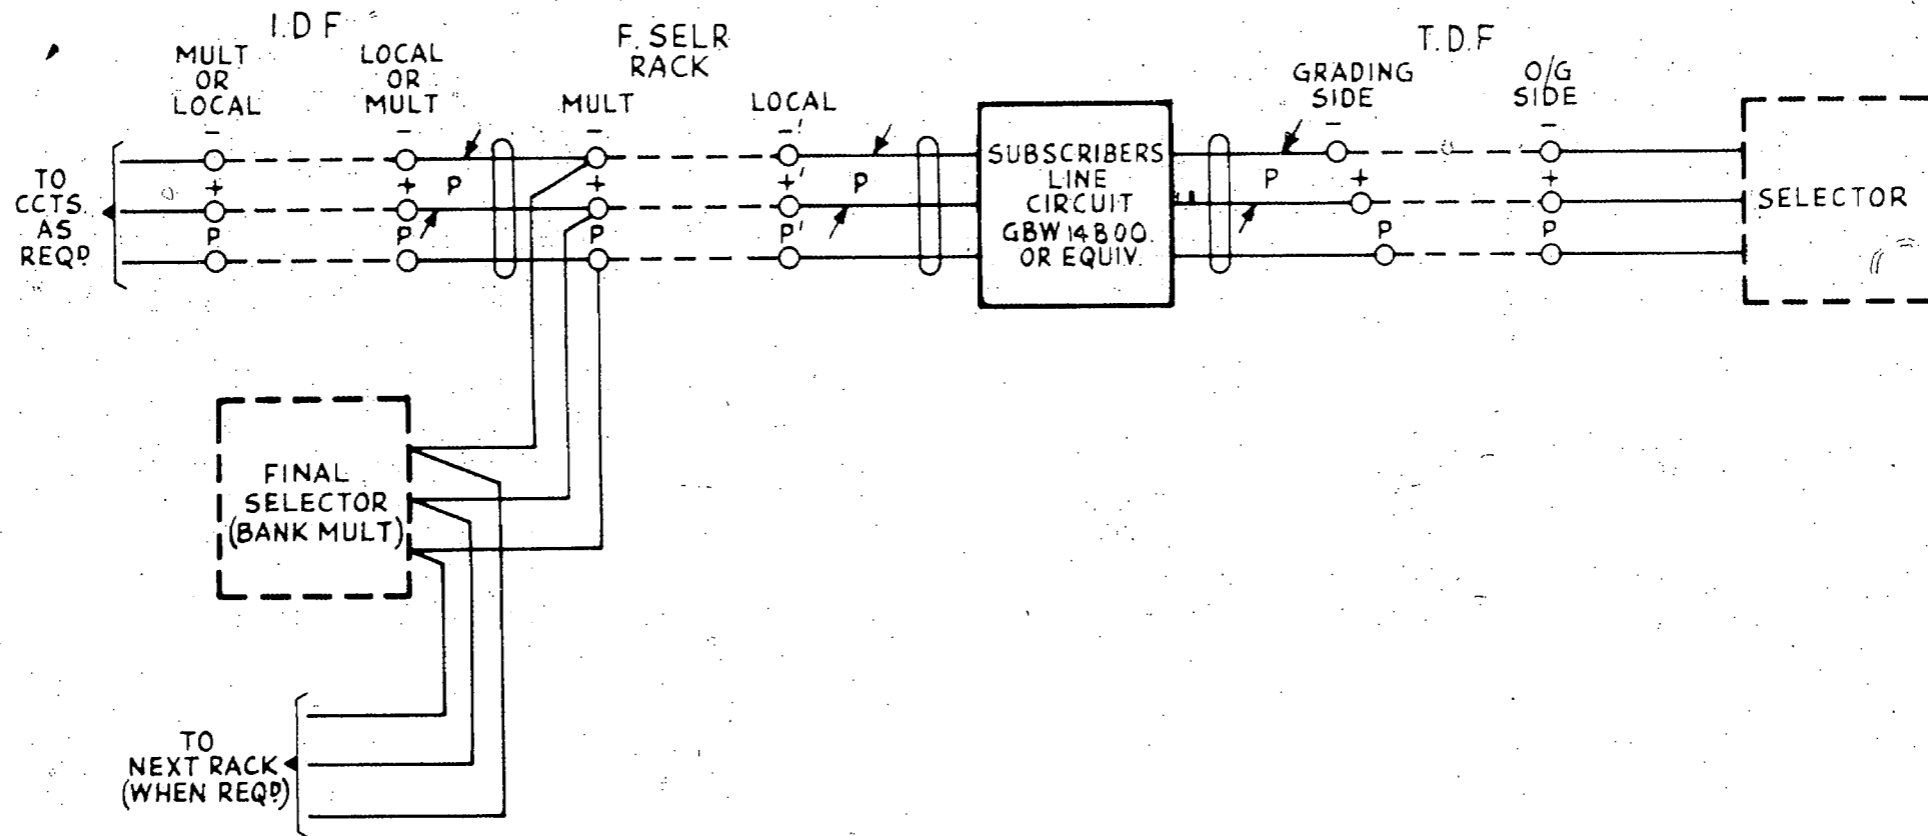 I.D F
MULT
OR
LOCAL
LOCAL
OR
MULT
F. SELR
RACK
MULT
LOCAL
T.D.F
GRADING
SIDE
O/G
SIDE
- - - -' - -
+ + P + +' P P + +
P P P P' P P
TO
CCTS.
AS
REQD
SUBSCRIBERS
LINE
CIRCUIT
GBW 14800.
OR EQUIV.
SELECTOR
FINAL
SELECTOR
(BANK MULT)
TO
NEXT RACK
(WHEN REQD)